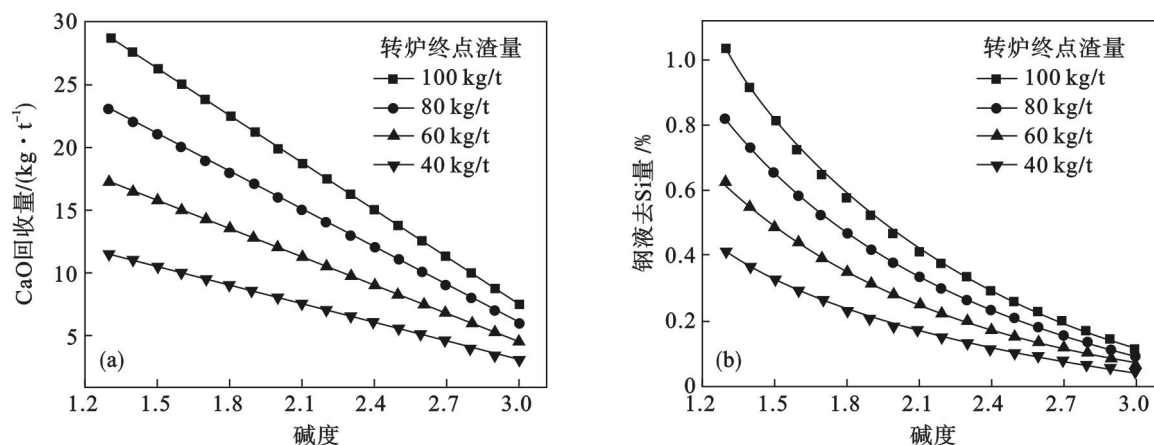 30
25
20
15
10
5
CaO回收量/(kg·t⁻¹)
转炉终点渣量
100 kg/t
80 kg/t
60 kg/t
40 kg/t
(a)
1.2 1.5 1.8 2.1 2.4 2.7 3.0
碱度
1.0
0.8
0.6
0.4
0.2
0
钢液去Si量/%
转炉终点渣量
100 kg/t
80 kg/t
60 kg/t
40 kg/t
(b)
1.2 1.5 1.8 2.1 2.4 2.7 3.0
碱度